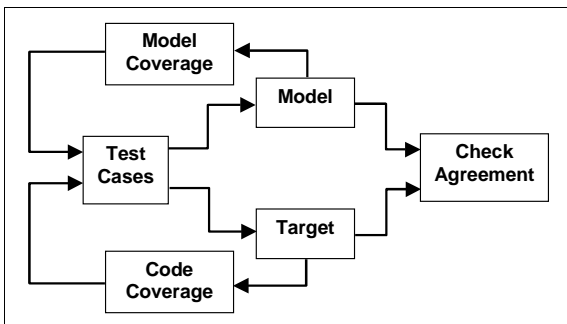 Model
Coverage
Model
Test
Cases
Check
Agreement
Target
Code
Coverage